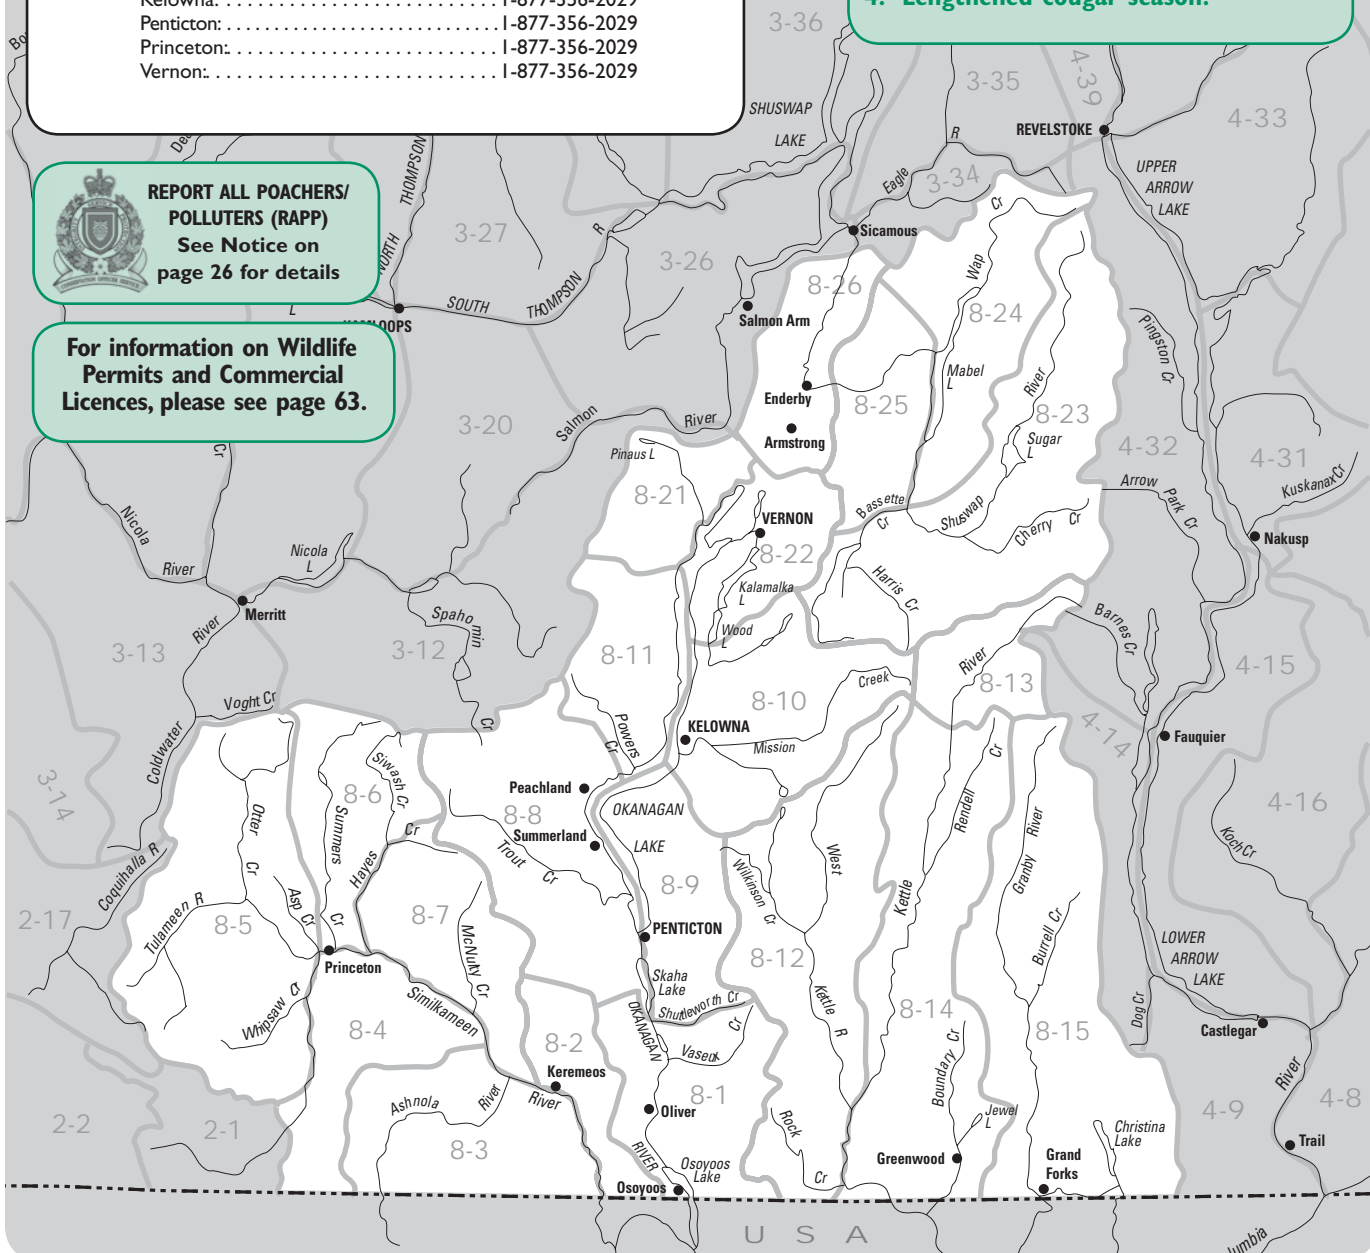 Kelowna: 1-877-356-2029
Penticton: 1-877-356-2029
Princeton: 1-877-356-2029
Vernon: 1-877-356-2029
4. Lengthened cougar season.
REPORT ALL POACHERS/
POLLUTERS (RAPP)
See Notice on
page 26 for details
For information on Wildlife
Permits and Commercial
Licences, please see page 63.
3-36
3-35
4-39
4-33
SHUSWAP
LAKE
REVELSTOKE
R
Eagle
3-34
UPPER
ARROW
LAKE
NORTH
THOMPSON
3-27
R
3-26
Sicamous
Cr
Wap
8-26
8-24
SOUTH
THOMPSON
L
Salmon Arm
Pingston Cr
Mabel
L
River
Enderby
8-25
8-23
3-20
Salmon
River
Armstrong
Sugar
L
4-32
4-31
Pinaus L
Cr
8-21
Arrow
Park Cr
Kuskanax Cr
Bassette
Cr
Shuswap
Cherry Cr
VERNON
8-22
Nakusp
Nicola
River
Nicola
L
Kalamalka
L
Harris Cr
Merritt
Spahomin
Cr
Wood
L
Barnes Cr
River
3-13
River
3-12
8-11
4-15
Creek
8-10
8-13
Voght Cr
Coldwater
Powers
Cr
KELOWNA
Mission
4-14
Fauquier
3-14
Siwash Cr
8-6
Peachland
8-8
OKANAGAN
LAKE
Cr
Rendell
4-16
Otter
Cr
Summers
Cr
Summerland
Trout
Cr
River
Granby
West
Koch Cr
Coquihalla R
Hayes
Cr
Wilkinson Cr
8-9
Kettle
2-17
Tulameen R
8-5
Asp Cr
8-7
McNulty Cr
PENTICTON
Burrell Cr
LOWER
ARROW
LAKE
Princeton
8-12
Skaha
Lake
Whipsaw Cr
Similkameen
Shuttleworth Cr
Kettle R
8-14
Dog Cr
8-4
8-2
OKANAGAN
Vaseux
Cr
8-15
Castlegar
Boundary Cr
Keremeos
River
River
8-1
Ashnola
River
Oliver
Rock
Cr
Jewel
L
Christina
Lake
4-9
4-8
2-2
2-1
8-3
RIVER
Osoyoos
Lake
Greenwood
Grand
Forks
Trail
Osoyoos
USA